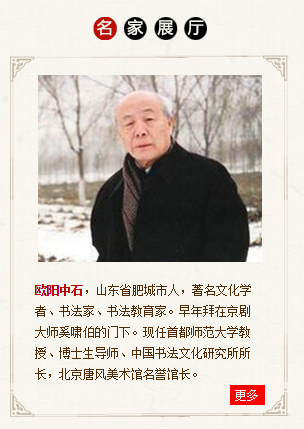 名家展厅
欧阳中石，山东省肥城市人，著名文化学
者、书法家、书法教育家。早年拜在京剧
大师奚啸伯的门下。现任首都师范大学教
授、博士生导师、中国书法文化研究所所
长，北京唐风美术馆名誉馆长。
更多